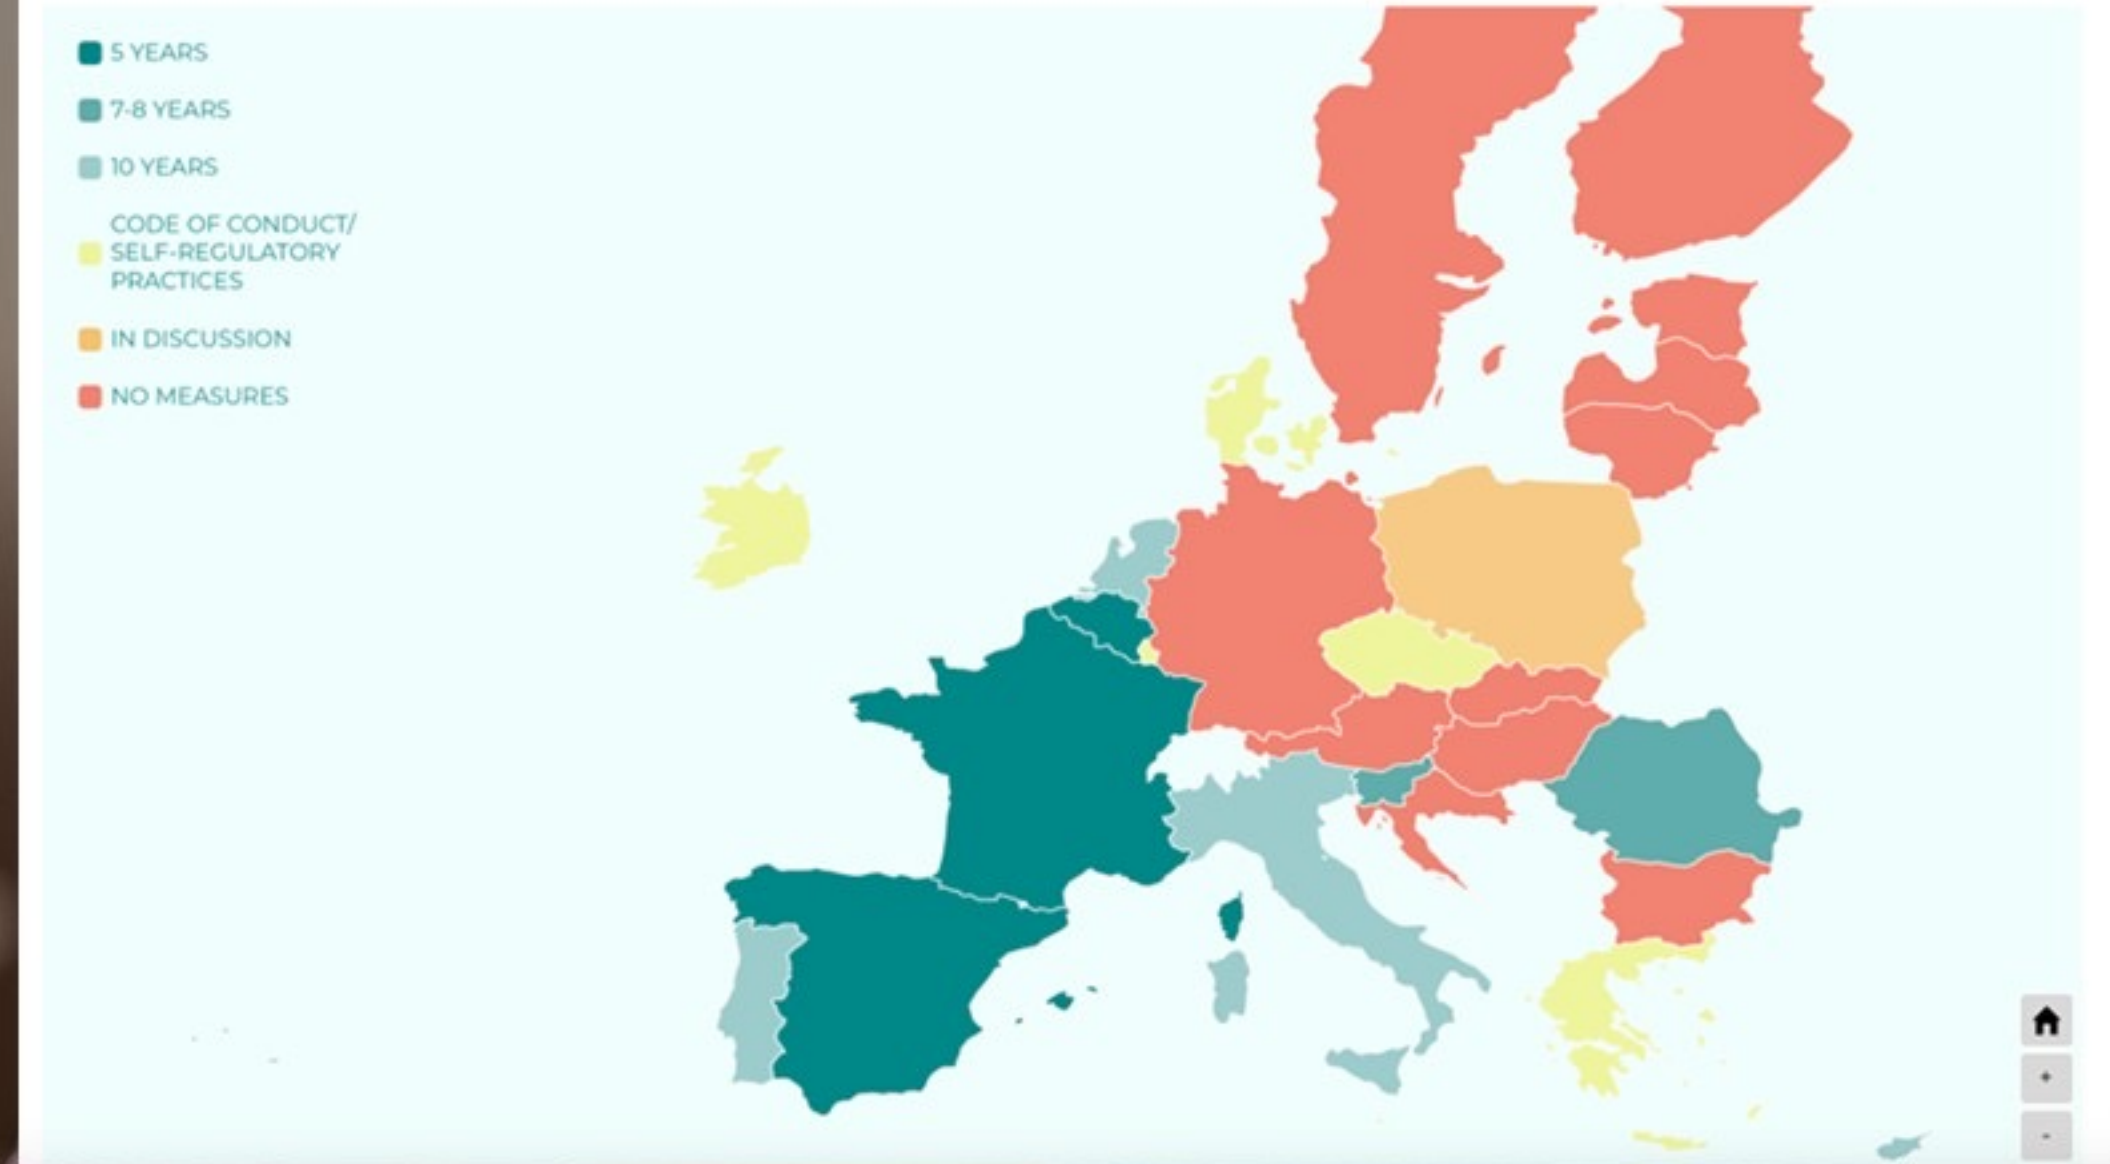 5 YEARS
7-8 YEARS
10 YEARS
CODE OF CONDUCT/
SELF-REGULATORY
PRACTICES
IN DISCUSSION
NO MEASURES
+
-